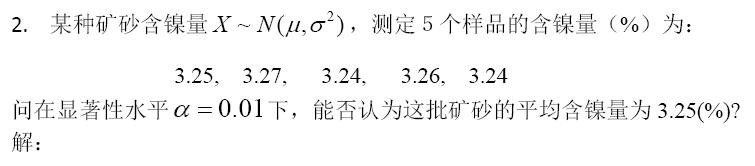 2. 某种矿砂含镍量 X ~ N(μ,σ²)，测定 5 个样品的含镍量（%）为：
3.25, 3.27, 3.24, 3.26, 3.24
问在显著性水平 α = 0.01 下，能否认为这批矿砂的平均含镍量为 3.25(%)?
解：